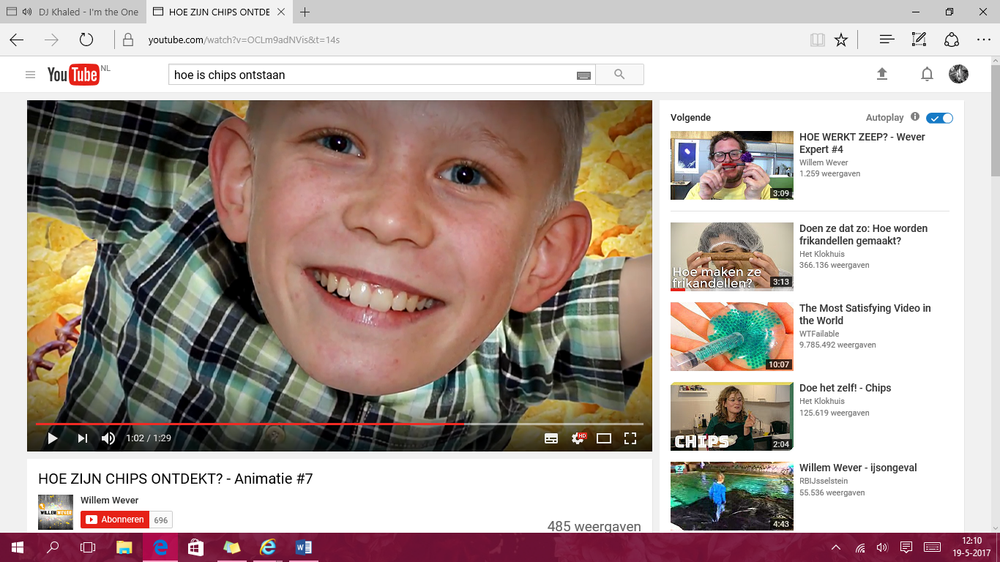 DJ Khaled - I'm the One
HOE ZIJN CHIPS ONTDE
youtube.com/watch?v=OCLm9adNVis&t=14s
YouTube NL
hoe is chips ontstaan
Volgende
Autoplay
HOE WERKT ZEEP? - Wever
Expert #4
Willem Wever
1.259 weergaven
3:09
Doen ze dat zo: Hoe worden
frikandellen gemaakt?
Het Klokhuis
366.136 weergaven
Hoe maken ze
frikandellen?
3:13
The Most Satisfying Video in
the World
WTFailable
9.785.492 weergaven
10:07
Doe het zelf! - Chips
Het Klokhuis
125.619 weergaven
CHIPS
2:04
Willem Wever - ijsongeval
RBIJsselstein
55.536 weergaven
4:43
1:02 / 1:29
HD
HOE ZIJN CHIPS ONTDEKT? - Animatie #7
WILLEM WEVER
Willem Wever
Abonneren
696
485 weergaven
12:10
19-5-2017